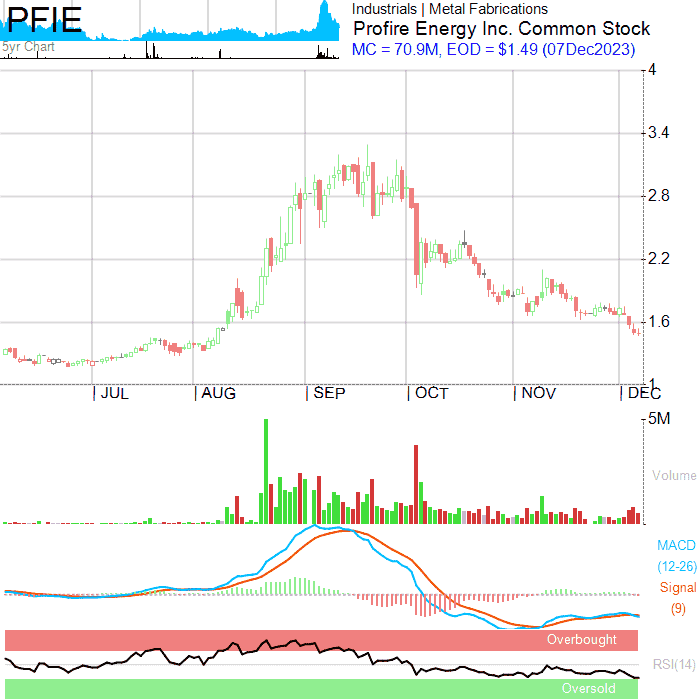 PFIE
5yr Chart
Industrials | Metal Fabrications
Profire Energy Inc. Common Stock
MC = 70.9M, EOD = $1.49 (07Dec2023)
4
3.4
2.8
2.2
1.6
1
JUL
AUG
SEP
OCT
NOV
DEC
5M
Volume
MACD
(12-26)
Signal
(9)
Overbought
RSI(14)
Oversold